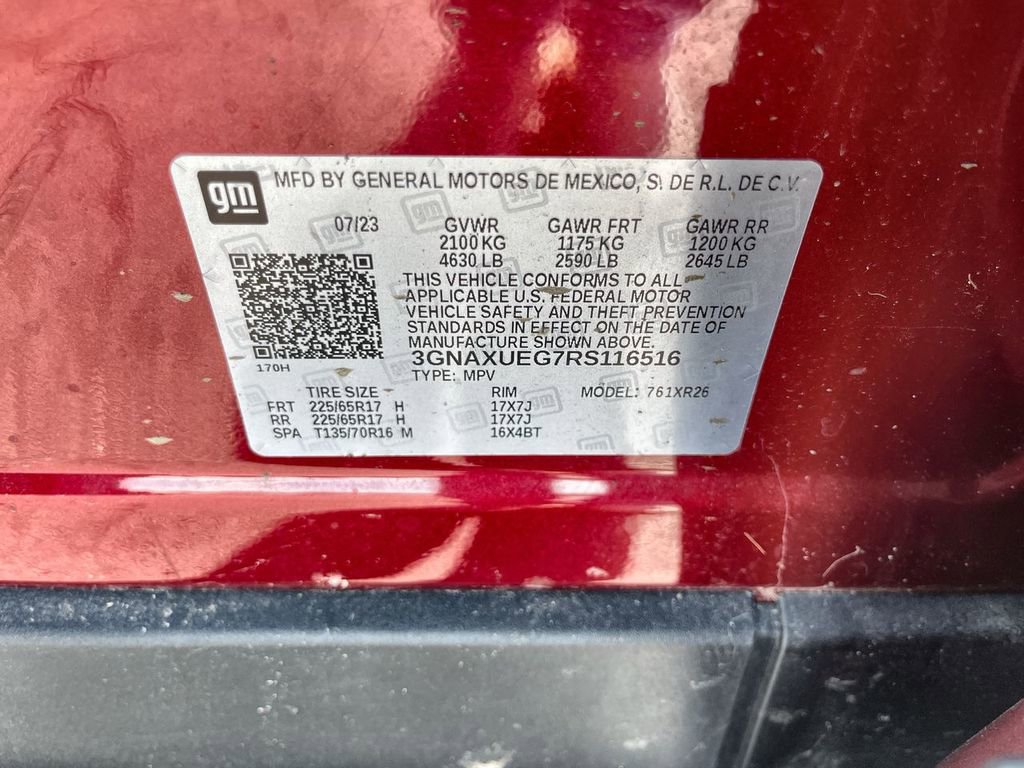 gm
MFD BY GENERAL MOTORS DE MEXICO, S. DE R.L. DE C.V.
07/23 GVWR GAWR FRT GAWR RR
2100 KG 1175 KG 1200 KG
4630 LB 2590 LB 2645 LB
THIS VEHICLE CONFORMS TO ALL
APPLICABLE U.S. FEDERAL MOTOR
VEHICLE SAFETY AND THEFT PREVENTION
STANDARDS IN EFFECT ON THE DATE OF
MANUFACTURE SHOWN ABOVE.
3GNAXUEG7RS116516
170H
TYPE: MPV
TIRE SIZE RIM MODEL: 761XR26
FRT 225/65R17 H 17X7J
RR 225/65R17 H 17X7J
SPA T135/70R16 M 16X4BT